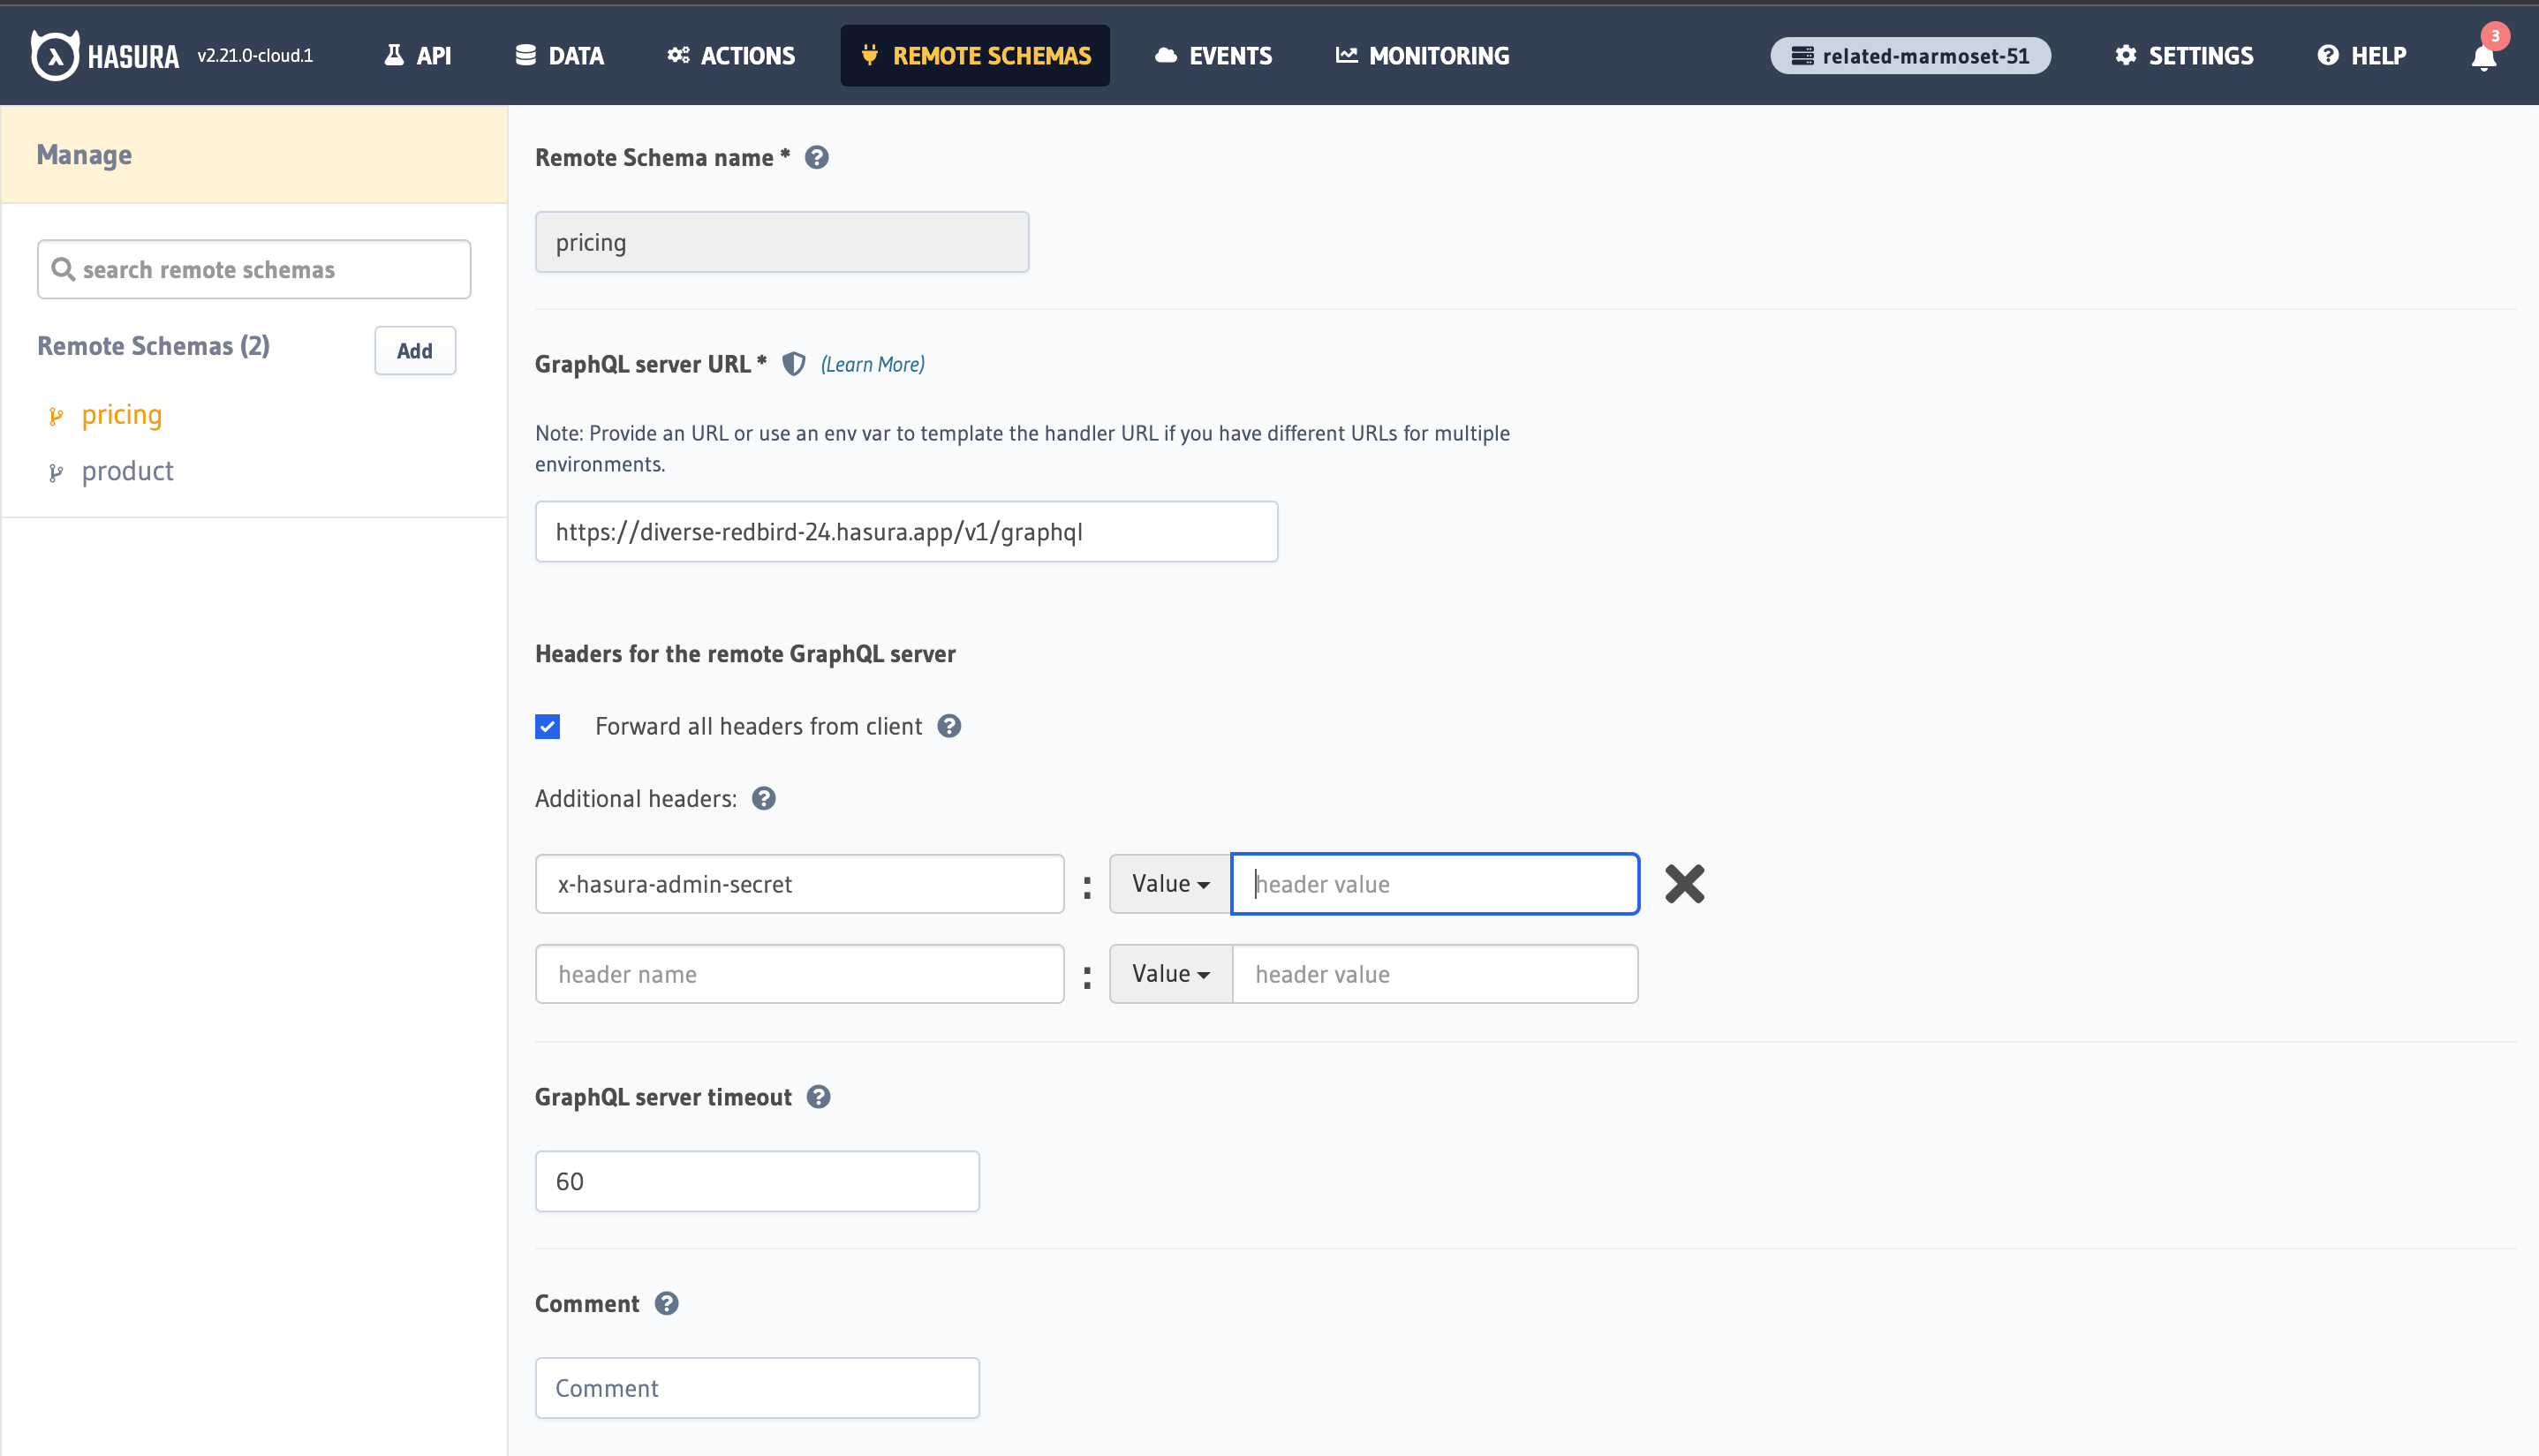 HASURA v2.21.0-cloud.1 API DATA ACTIONS REMOTE SCHEMAS EVENTS MONITORING related-marmoset-51 SETTINGS HELP 3
Manage
search remote schemas
Remote Schemas (2) Add
pricing
product
Remote Schema name *
pricing
GraphQL server URL * (Learn More)
Note: Provide an URL or use an env var to template the handler URL if you have different URLs for multiple
environments.
https://diverse-redbird-24.hasura.app/v1/graphql
Headers for the remote GraphQL server
Forward all headers from client
Additional headers:
x-hasura-admin-secret : Value header value
header name : Value header value
GraphQL server timeout
60
Comment
Comment